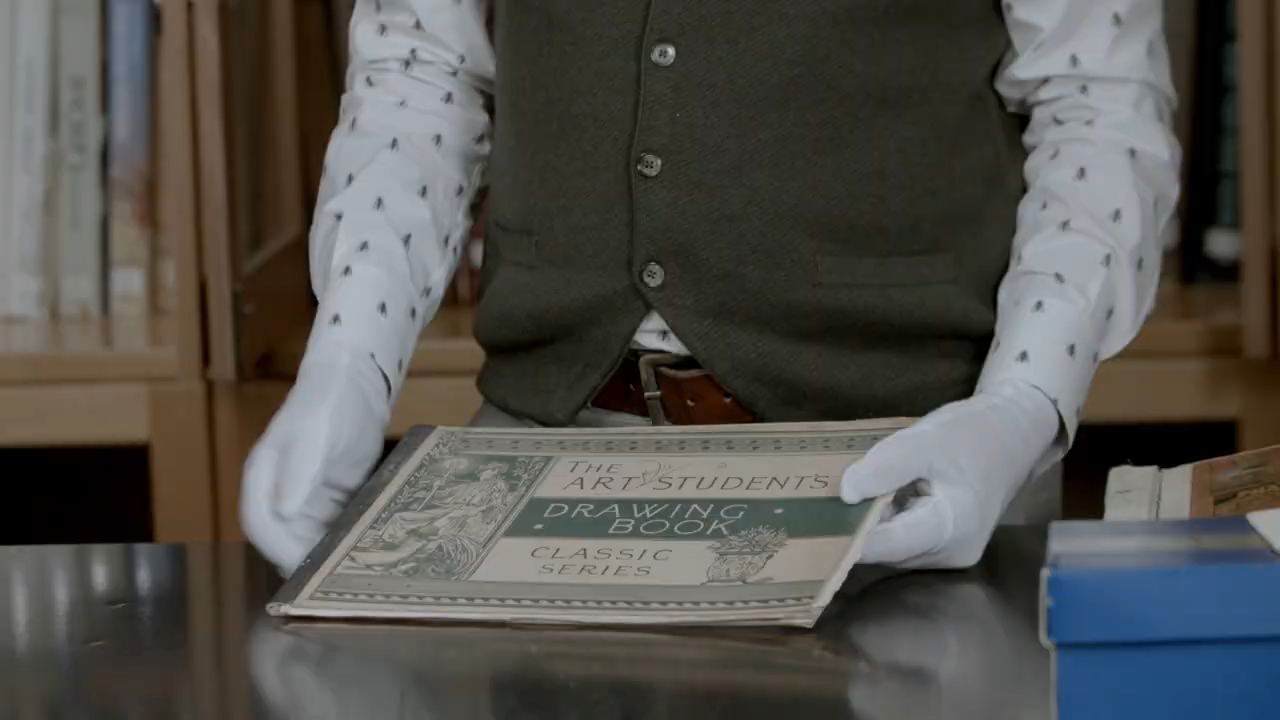 THE
ART STUDENTS
DRAWING
BOOK
CLASSIC
SERIES